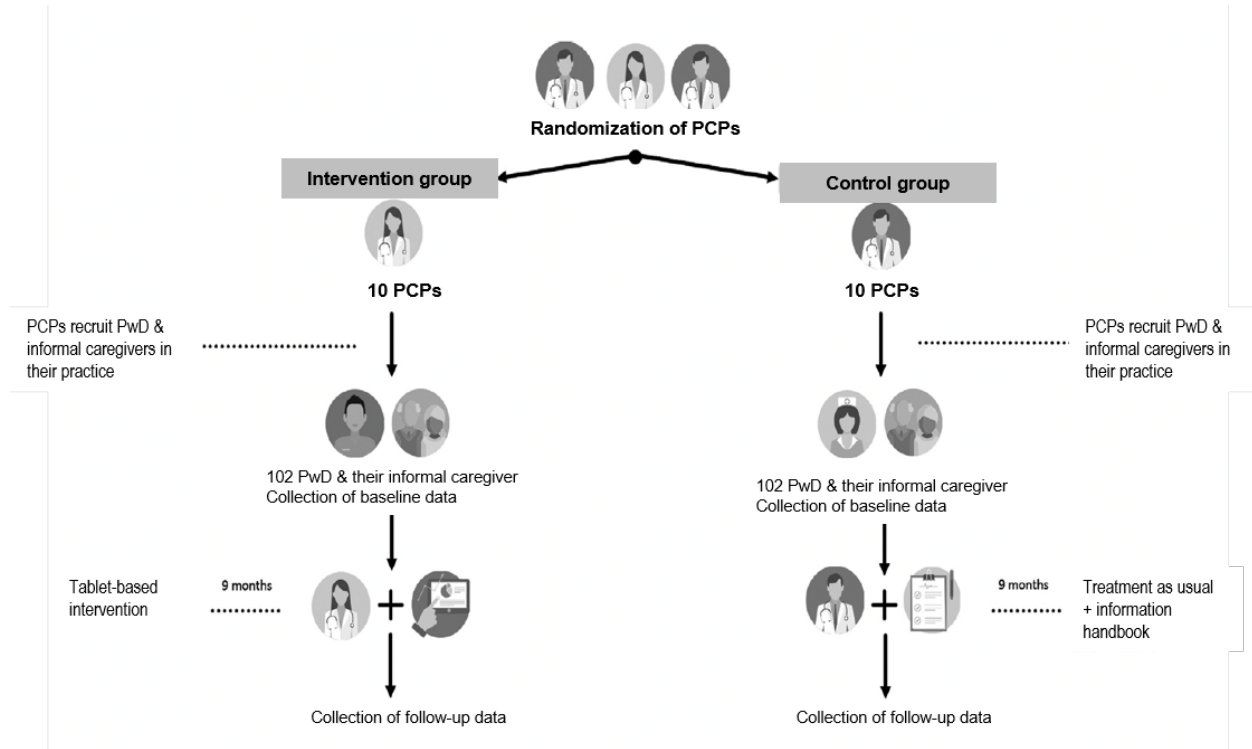 Randomization of PCPs
Intervention group
Control group
10 PCPs
10 PCPs
PCPs recruit PwD &
informal caregivers in
their practice
PCPs recruit PwD &
informal caregivers in
their practice
102 PwD & their informal caregiver
Collection of baseline data
102 PwD & their informal caregiver
Collection of baseline data
Tablet-based
intervention
9 months
9 months
Treatment as usual
+ information
handbook
Collection of follow-up data
Collection of follow-up data